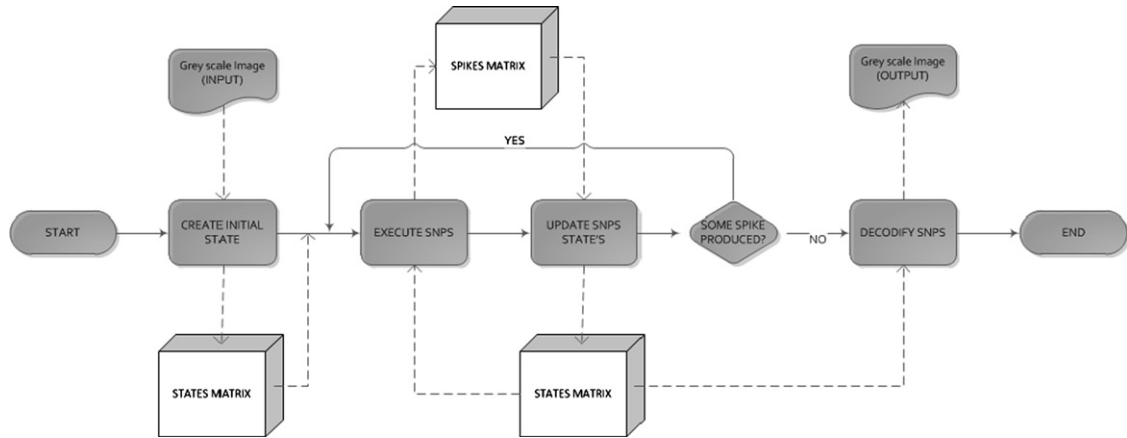 Grey scale Image
(INPUT)
SPIKES MATRIX
Grey scale Image
(OUTPUT)
YES
START
CREATE INITIAL
STATE
EXECUTE SNPS
UPDATE SNPS
STATE'S
SOME SPIKE
PRODUCED?
NO
DECODIFY SNPS
END
STATES MIATRIX
STATES MATRIX